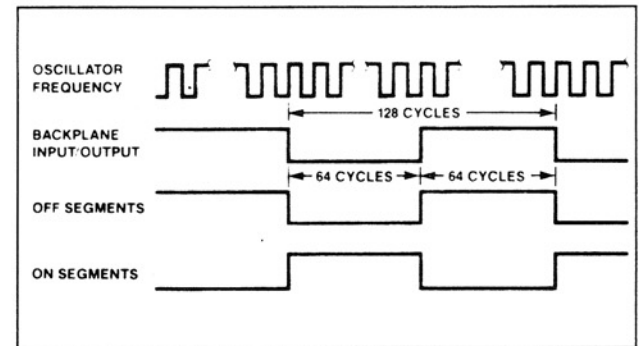 OSCILLATOR
FREQUENCY
128 CYCLES
BACKPLANE
INPUT/OUTPUT
64 CYCLES
64 CYCLES
OFF SEGMENTS
ON SEGMENTS